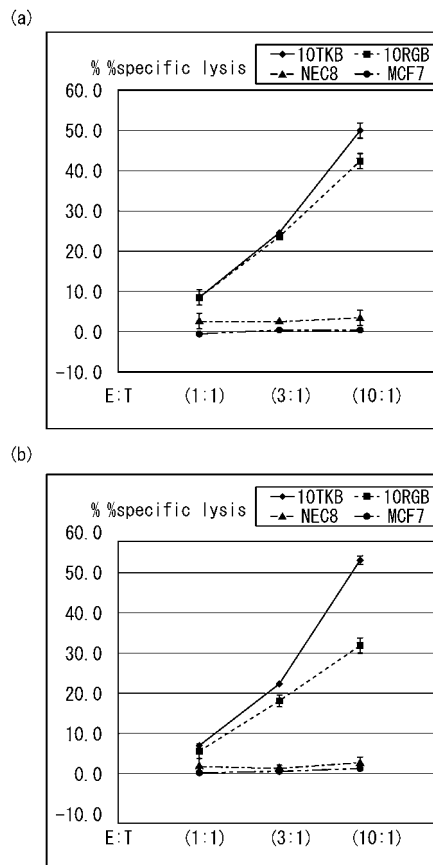 (a)
% %specific lysis
10TKB 10RGB
NEC8 MCF7
60.0
50.0
40.0
30.0
20.0
10.0
0.0
-10.0
E:T (1:1) (3:1) (10:1)
(b)
% %specific lysis
10TKB 10RGB
NEC8 MCF7
60.0
50.0
40.0
30.0
20.0
10.0
0.0
-10.0
E:T (1:1) (3:1) (10:1)